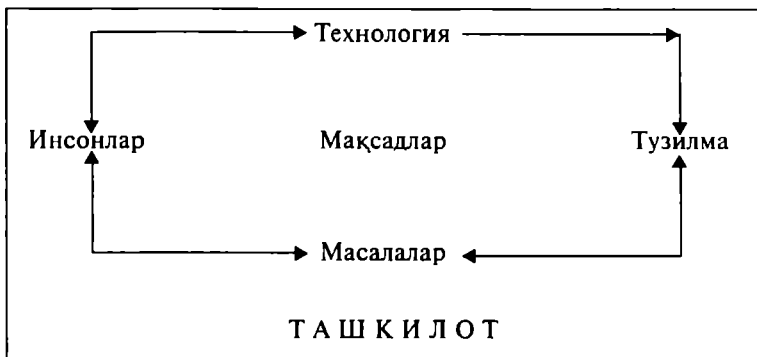 Технология
Инсонлар Мақсадлар Тузилма
Масалалар
ТАШКИЛОТ